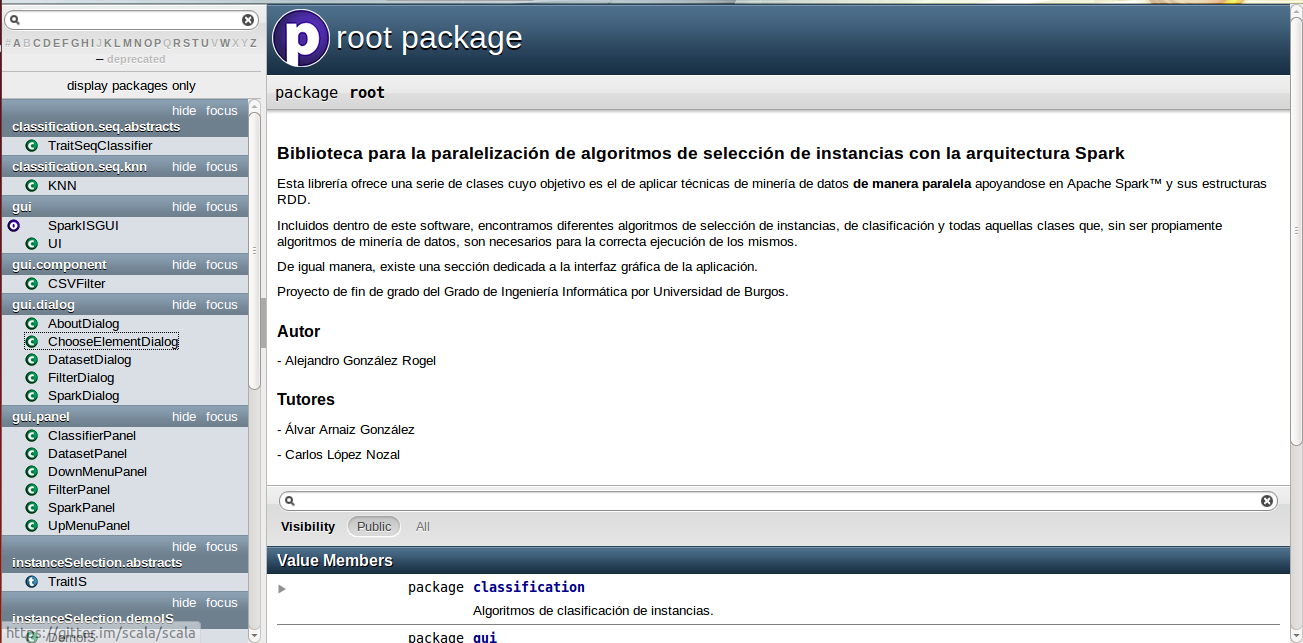 #ABCDEFGHIJKLMNOPQRSTUVWXYZ
– deprecated
display packages only
hide focus
classification.seq.abstracts
TraitSeqClassifier
classification.seq.knn hide focus
KNN
gui hide focus
SparkISGUI
UI
gui.component hide focus
CSVFilter
gui.dialog hide focus
AboutDialog
ChooseElementDialog
DatasetDialog
FilterDialog
SparkDialog
gui.panel hide focus
ClassifierPanel
DatasetPanel
DownMenuPanel
FilterPanel
SparkPanel
UpMenuPanel
hide focus
instanceSelection.abstracts
TraitIS
hide focus
instanceSelection.demoIS
DemoIS
https://gitter.im/scala/scala
p root package
package root
Biblioteca para la paralelización de algoritmos de selección de instancias con la arquitectura Spark
Esta librería ofrece una serie de clases cuyo objetivo es el de aplicar técnicas de minería de datos de manera paralela apoyandose en Apache Spark™ y sus estructuras
RDD.
Incluidos dentro de este software, encontramos diferentes algoritmos de selección de instancias, de clasificación y todas aquellas clases que, sin ser propiamente
algoritmos de minería de datos, son necesarios para la correcta ejecución de los mismos.
De igual manera, existe una sección dedicada a la interfaz gráfica de la aplicación.
Proyecto de fin de grado del Grado de Ingeniería Informática por Universidad de Burgos.
Autor
- Alejandro González Rogel
Tutores
- Álvar Arnaiz González
- Carlos López Nozal
Visibility Public All
Value Members
package classification
Algoritmos de clasificación de instancias.
package gui